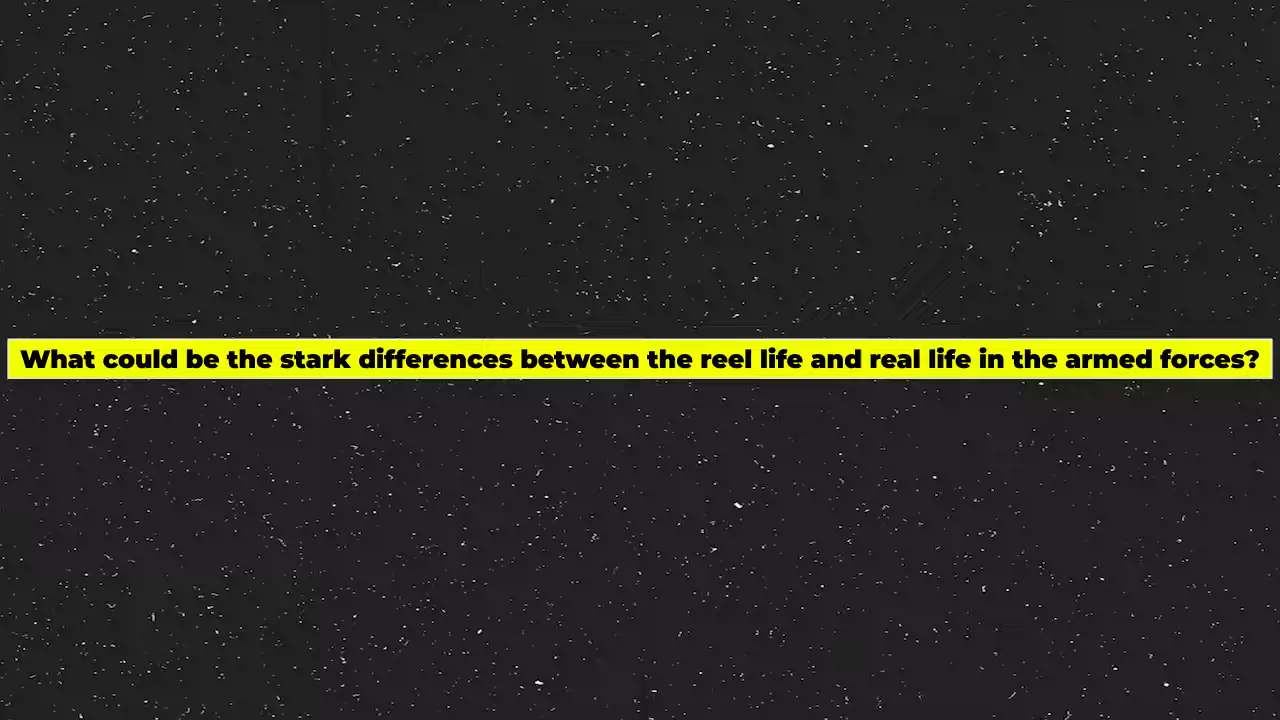 What could be the stark differences between the reel life and real life in the armed forces?